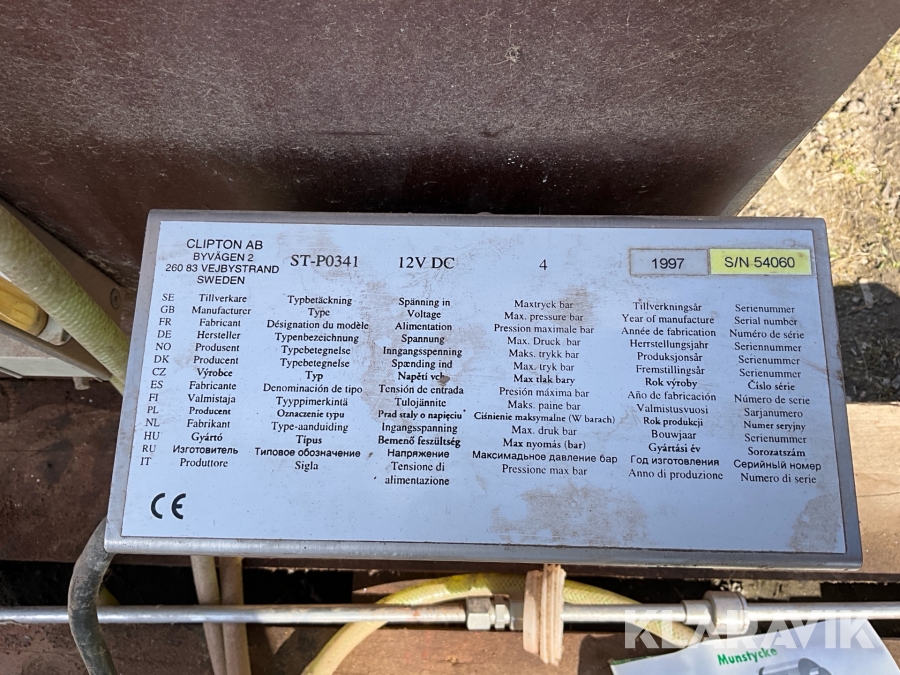 CLIPTON AB
BYVÄGEN 2
260 83 VEJBYSTRAND
SWEDEN
ST-P0341 12V DC 4 1997 S/N 54060
SE Tillverkare Typbetäckning Spänning in Maxtryck bar Tillverkningsår Serienummer
GB Manufacturer Type Voltage Max. pressure bar Year of manufacture Serial number
FR Fabricant Désignation du modèle Alimentation Pression maximale bar Année de fabrication Numéro de série
DE Hersteller Typenbezeichnung Spannung Max. Druck bar Herrstellungsjahr Seriennummer
NO Produsent Typebetegnelse Inngangsspenning Maks. trykk bar Produksjonsår Serienummer
DK Producent Typebetegnelse Spænding ind Max. tryk bar Fremstillingsår Serienummer
CZ Výrobce Typ Napětí Max tlak bary Rok výroby Číslo série
ES Fabricante Denominación de tipo Tensión de entrada Presión máxima bar Año de fabricación Número de serie
FI Valmistaja Tyyppimerkintä Tulojännite Maks. paine bar Valmistusvuosi Sarjanumero
PL Producent Oznaczenie typu Prad staly o napięciu Ciśnienie maksymalne (W barach) Rok produkcji Numer seryjny
NL Fabrikant Type-aanduiding Ingangsspanning Max. druk bar Bouwjaar Serienummer
HU Gyártó Típus Bemenő feszültség Max nyomás (bar) Gyártási év Sorozatszám
RU Изготовитель Типовое обозначение Напряжение Максимальное давление бар Год изготовления Серийный номер
IT Produttore Sigla Tensione di alimentazione Pressione max bar Anno di produzione Numero di serie
CE
KLARAVIK
Munstycke